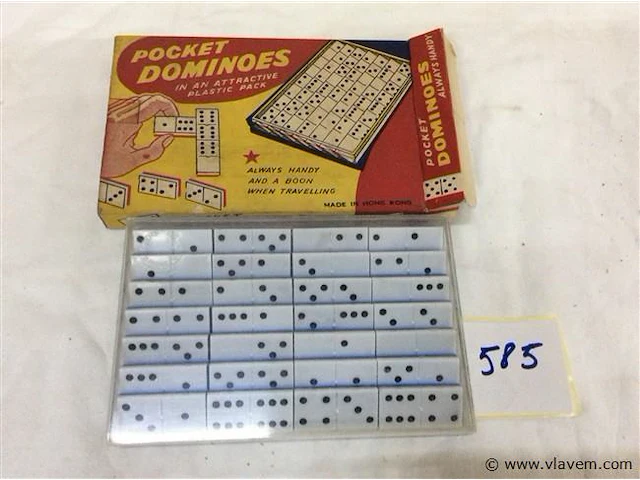 POCKET
DOMINOES
IN AN ATTRACTIVE
PLASTIC PACK
ALWAYS HANDY
AND A BOON
WHEN TRAVELLING
MADE IN HONG KONG
POCKET
DOMINOES
ALWAYS HANDY
POCKET
585
© www.vlavem.com